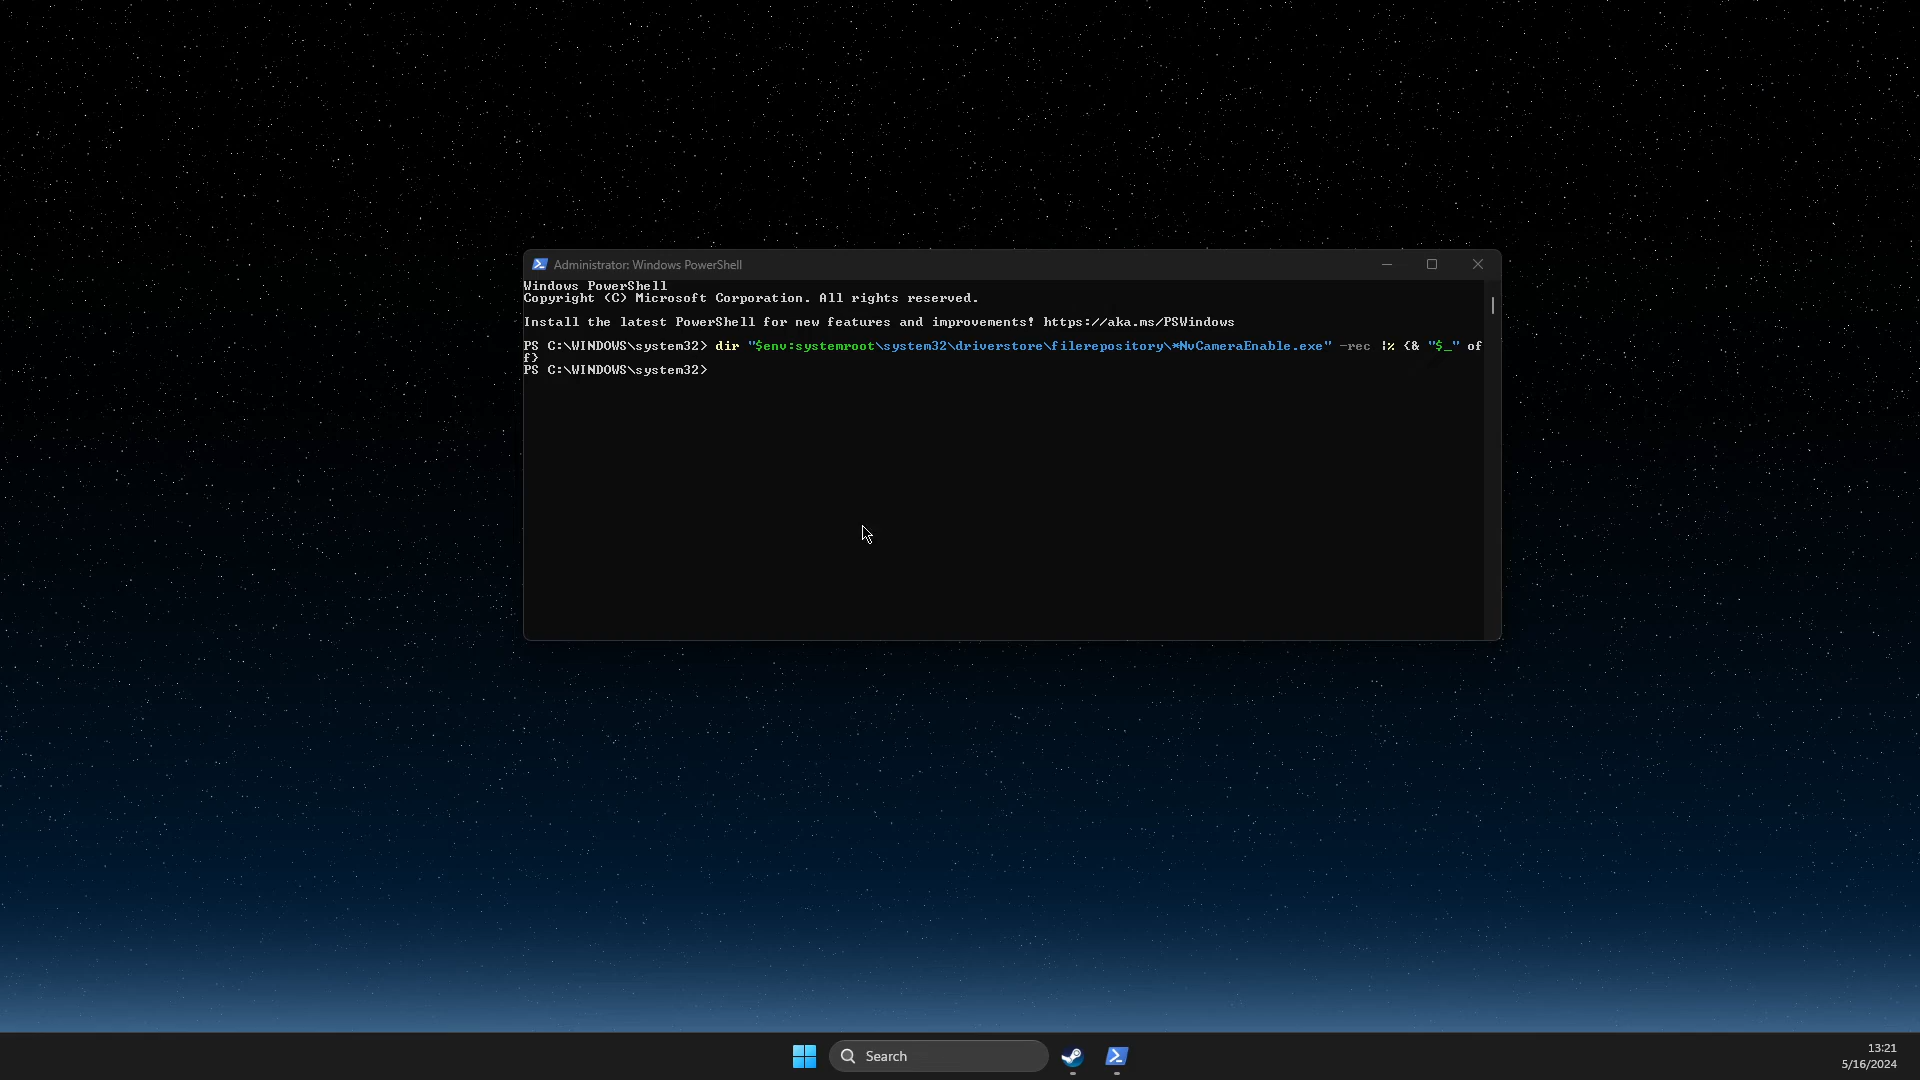 Administrator: Windows PowerShell
Windows PowerShell
Copyright (C) Microsoft Corporation. All rights reserved.
Install the latest PowerShell for new features and improvements! https://aka.ms/PSWindows
PS C:\WINDOWS\system32> dir "$env:systemroot\system32\driverstore\filerepository\*NvCameraEnable.exe" -rec |% {& "$_" of
f}
PS C:\WINDOWS\system32>
Search
13:21
5/16/2024